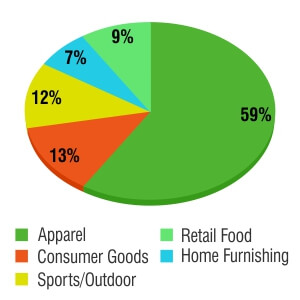 9%
7%
12%
59%
13%
Apparel
Retail Food
Consumer Goods
Home Furnishing
Sports/Outdoor